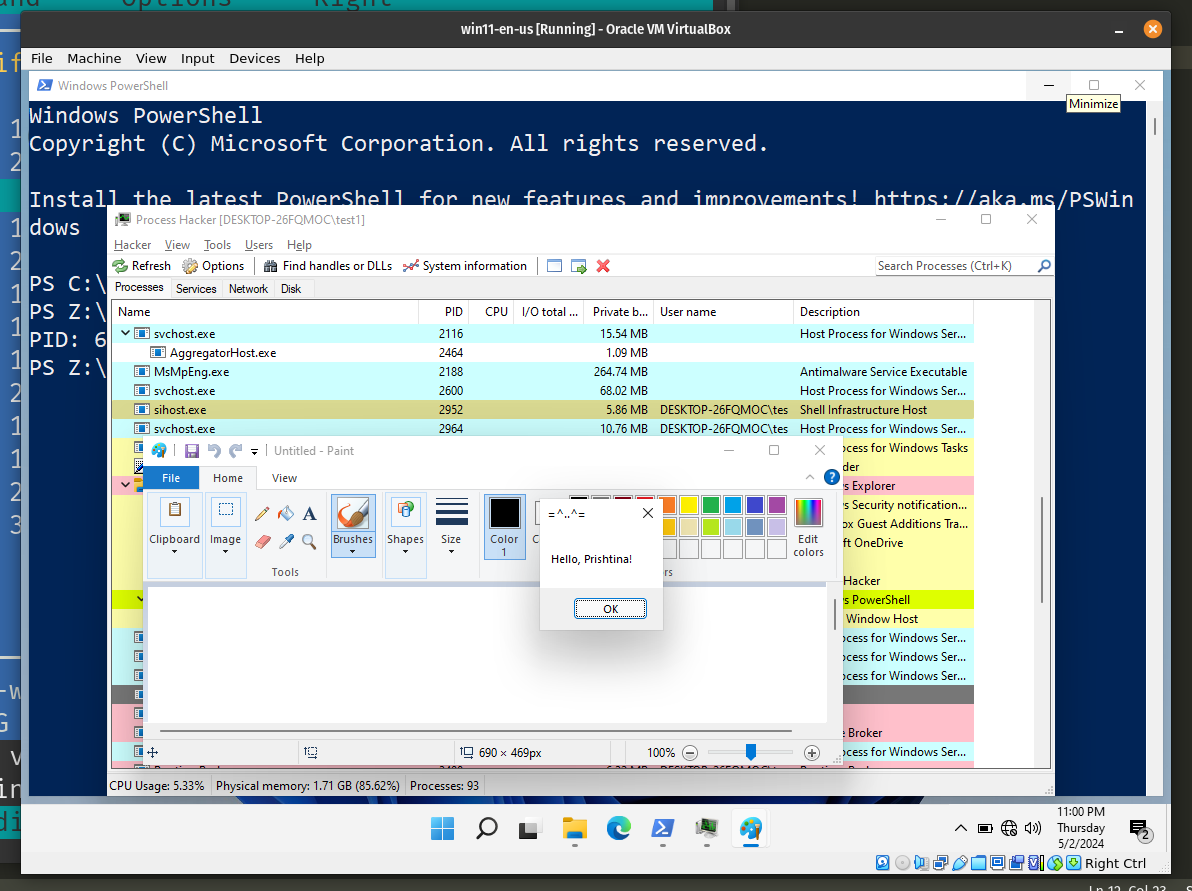 Options Right
win11-en-us [Running] - Oracle VM VirtualBox
File Machine View Input Devices Help
Windows PowerShell
Minimize
Windows PowerShell
Copyright (C) Microsoft Corporation. All rights reserved.
Install the latest PowerShell for new features and improvements! https://aka.ms/PSWin
dows
PS C:\
PS Z:\
PID: 6
PS Z:\
Process Hacker [DESKTOP-26FQMOC\test1]
Hacker View Tools Users Help
Refresh Options Find handles or DLLs System information
Search Processes (Ctrl+K)
Processes Services Network Disk
Name PID CPU I/O total ... Private b... User name Description
svchost.exe 2116 15.54 MB Host Process for Windows Ser...
AggregatorHost.exe 2464 1.09 MB
MsMpEng.exe 2188 264.74 MB Antimalware Service Executable
svchost.exe 2600 68.02 MB Host Process for Windows Ser...
sihost.exe 2952 5.86 MB DESKTOP-26FQMOC\tes Shell Infrastructure Host
svchost.exe 2964 10.76 MB DESKTOP-26FQMOC\tes Host Process for Windows Ser...
ocess for Windows Tasks
der
s Explorer
s Security notification...
ox Guest Additions Tra...
ft OneDrive
Hacker
s PowerShell
Window Host
ocess for Windows Ser...
ocess for Windows Ser...
ocess for Windows Ser...
e Broker
ocess for Windows Ser...
Untitled - Paint
File Home View
Clipboard Image Tools Brushes Shapes Size Color
1
Edit
colors
=^..^=
Hello, Prishtina!
OK
690 × 469px
100%
CPU Usage: 5.33% Physical memory: 1.71 GB (85.62%) Processes: 93
11:00 PM
Thursday
5/2/2024
2
Right Ctrl